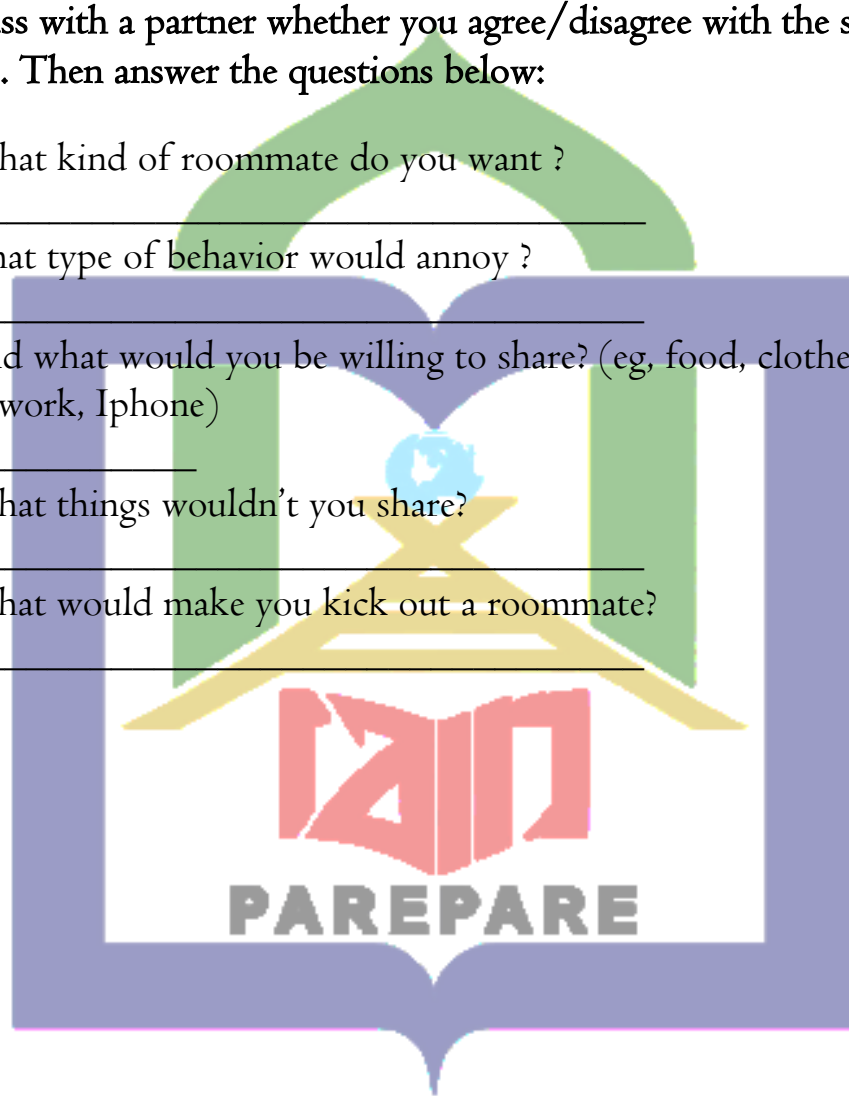 ss with a partner whether you agree/disagree with the s
. Then answer the questions below:
hat kind of roommate do you want ?
hat type of behavior would annoy ?
d what would you be willing to share? (eg, food, clothe
work, Iphone)
hat things wouldn't you share?
hat would make you kick out a roommate?
iain
PAREPARE